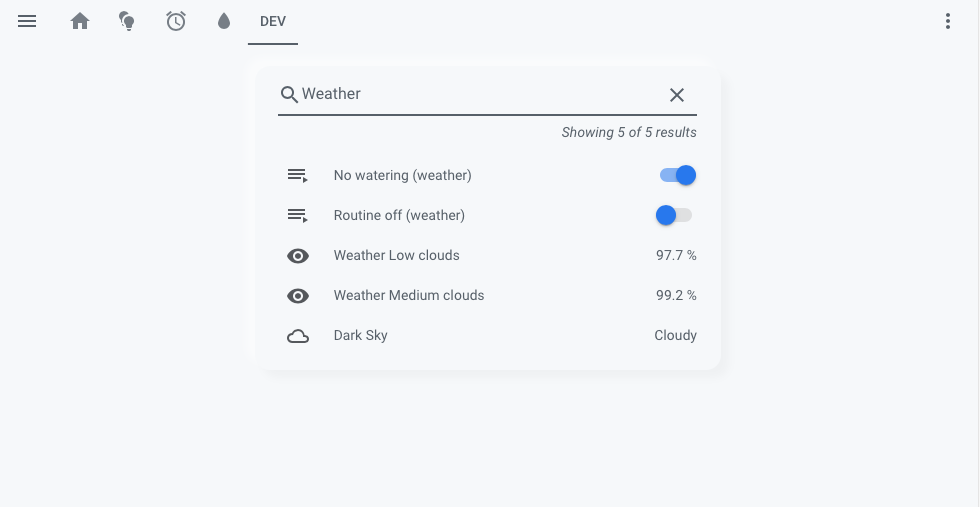 DEV
Weather
Showing 5 of 5 results
No watering (weather)
Routine off (weather)
Weather Low clouds 97.7 %
Weather Medium clouds 99.2 %
Dark Sky Cloudy